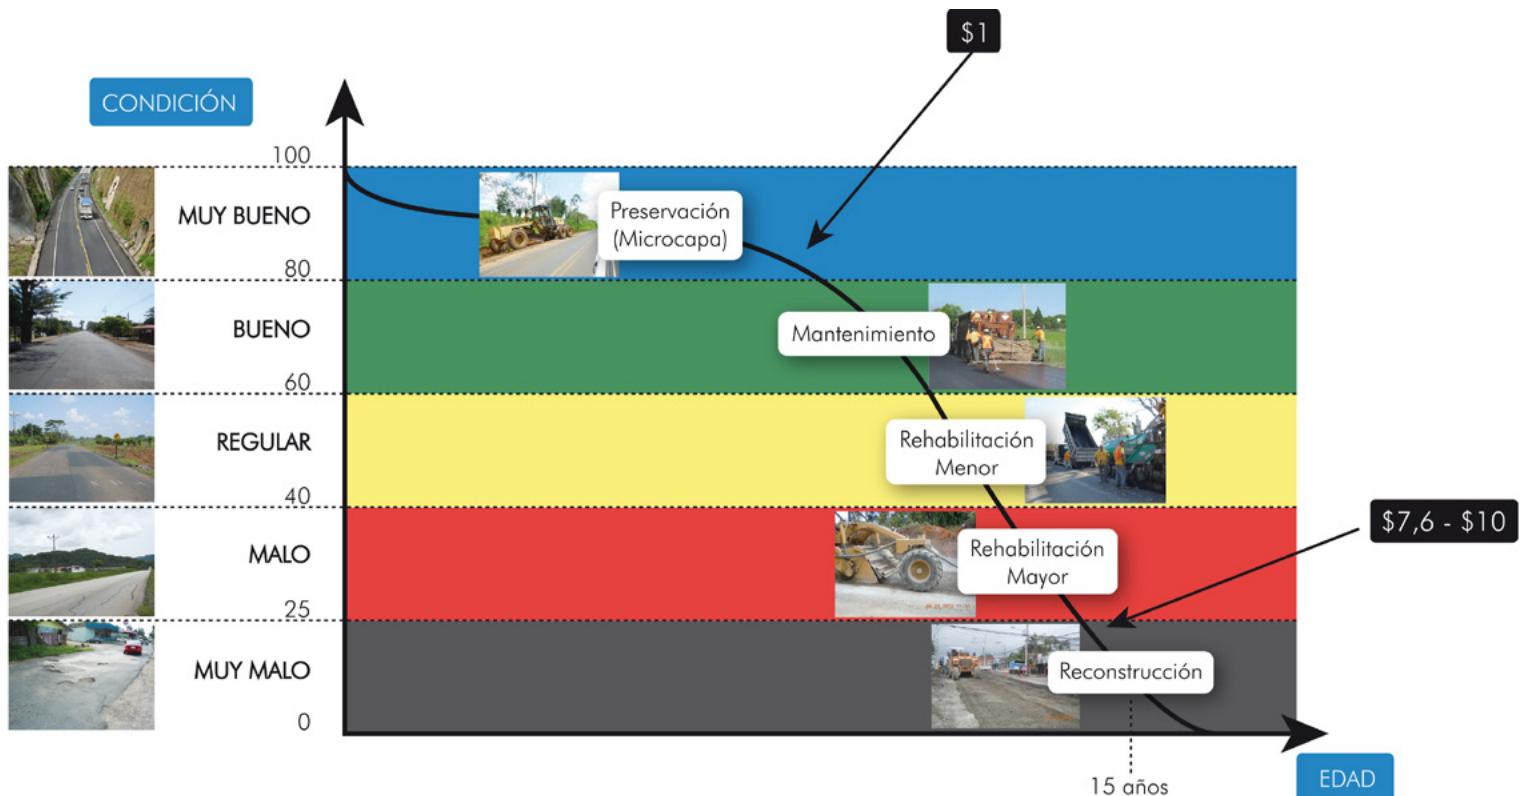 $1
CONDICIÓN
100
MUY BUENO
Preservación
(Microcapa)
80
BUENO
Mantenimiento
60
REGULAR
Rehabilitación
Menor
40
$7,6 - $10
MALO
Rehabilitación
Mayor
25
MUY MALO
Reconstrucción
0
15 años
EDAD